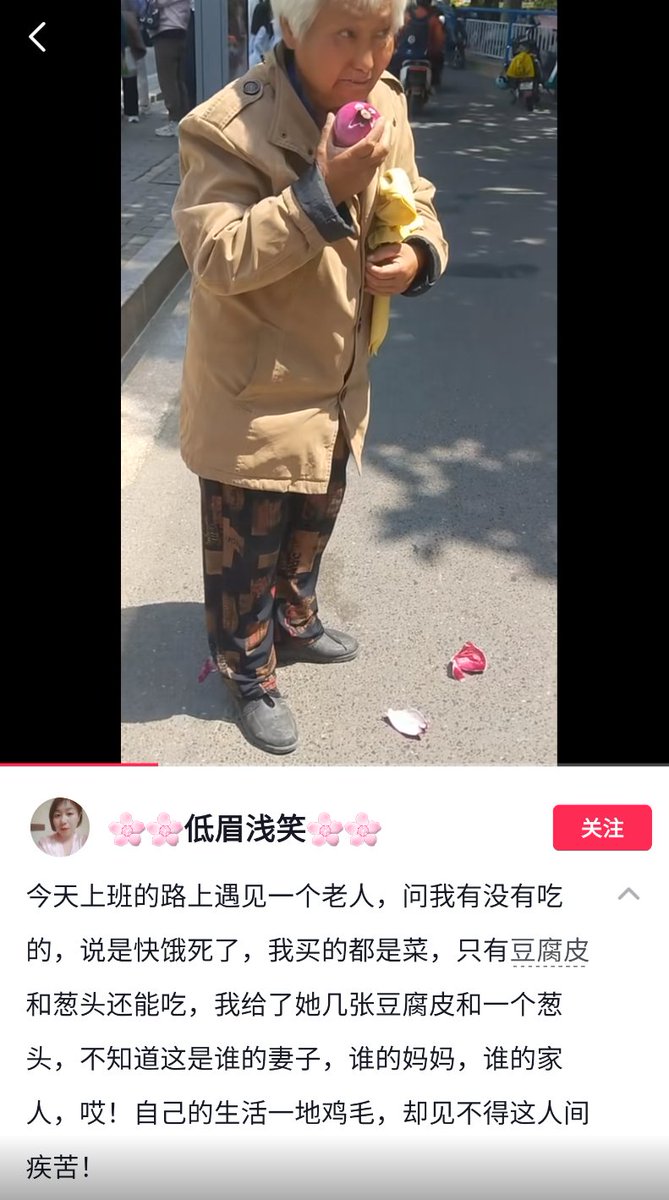 🌸🌸低眉浅笑🌸🌸
关注
今天上班的路上遇见一个老人，问我有没有吃
的，说是快饿死了，我买的都是菜，只有豆腐皮
和葱头还能吃，我给了她几张豆腐皮和一个葱
头，不知道这是谁的妻子，谁的妈妈，谁的家
人，哎！自己的生活一地鸡毛，却见不得这人间
疾苦！